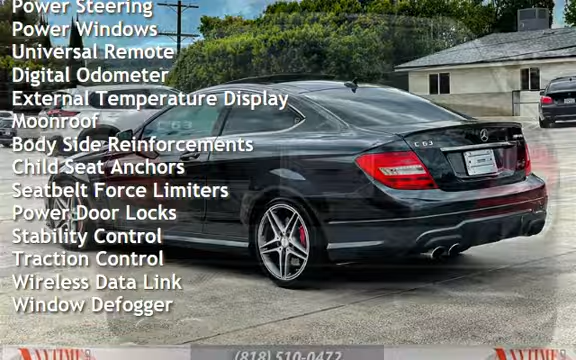 Power Steering
Power Windows
Universal Remote
Digital Odometer
External Temperature Display
Moonroof
Body Side Reinforcements
Child Seat Anchors
Seatbelt Force Limiters
Power Door Locks
Stability Control
Traction Control
Wireless Data Link
Window Defogger
C 63
(818) 510-0472